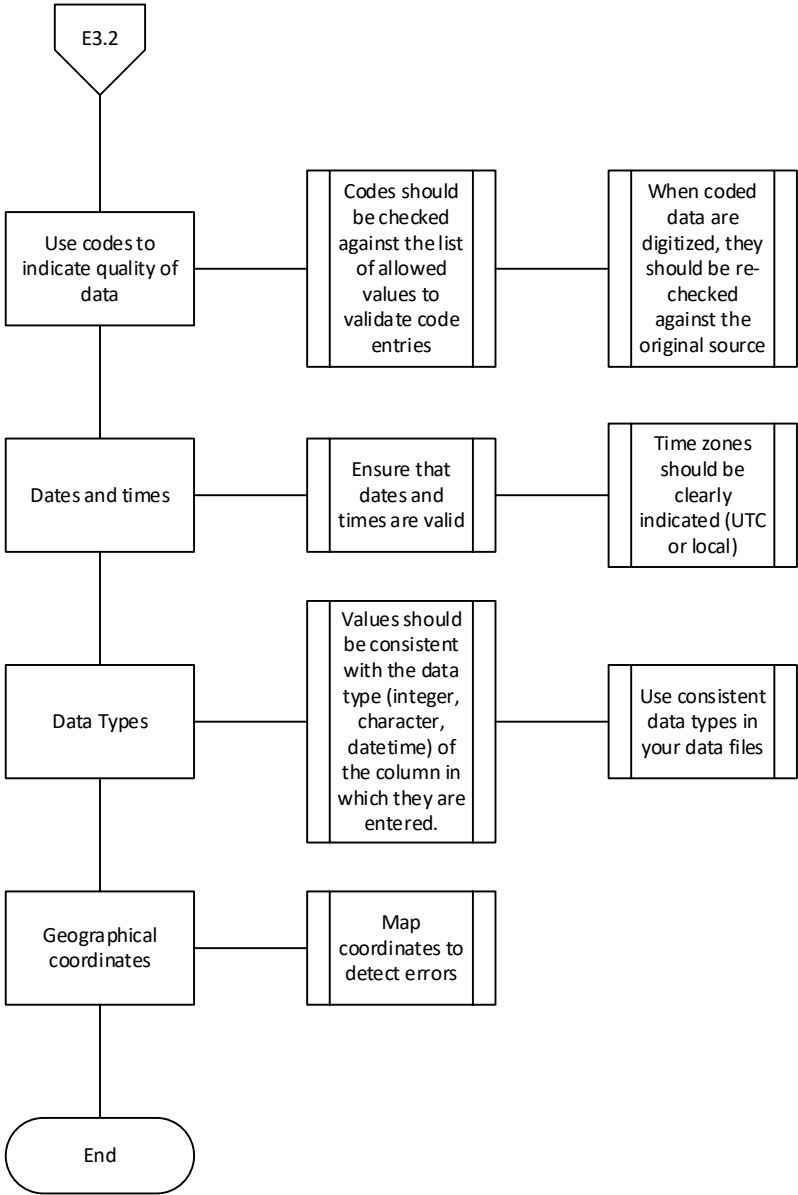 E3.2
Use codes to
indicate quality of
data
Codes should
be checked
against the list
of allowed
values to
validate code
entries
When coded
data are
digitized, they
should be re-
checked
against the
original source
Dates and times
Ensure that
dates and
times are valid
Time zones
should be
clearly
indicated (UTC
or local)
Data Types
Values should
be consistent
with the data
type (integer,
character,
datetime) of
the column in
which they are
entered.
Use consistent
data types in
your data files
Geographical
coordinates
Map
coordinates to
detect errors
End